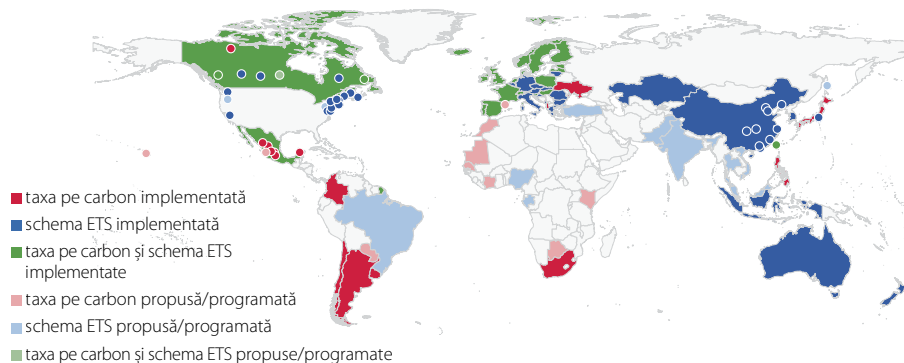 taxa pe carbon implementată
schema ETS implementată
taxa pe carbon și schema ETS
implementate
taxa pe carbon propusă/programată
schema ETS propusă/programată
taxa pe carbon și schema ETS propuse/programate